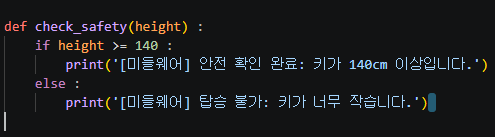 def check_safety(height) :
    if height >= 140 :
        print('[미들웨어] 안전 확인 완료: 키가 140cm 이상입니다.')
    else :
        print('[미들웨어] 탑승 불가: 키가 너무 작습니다.')